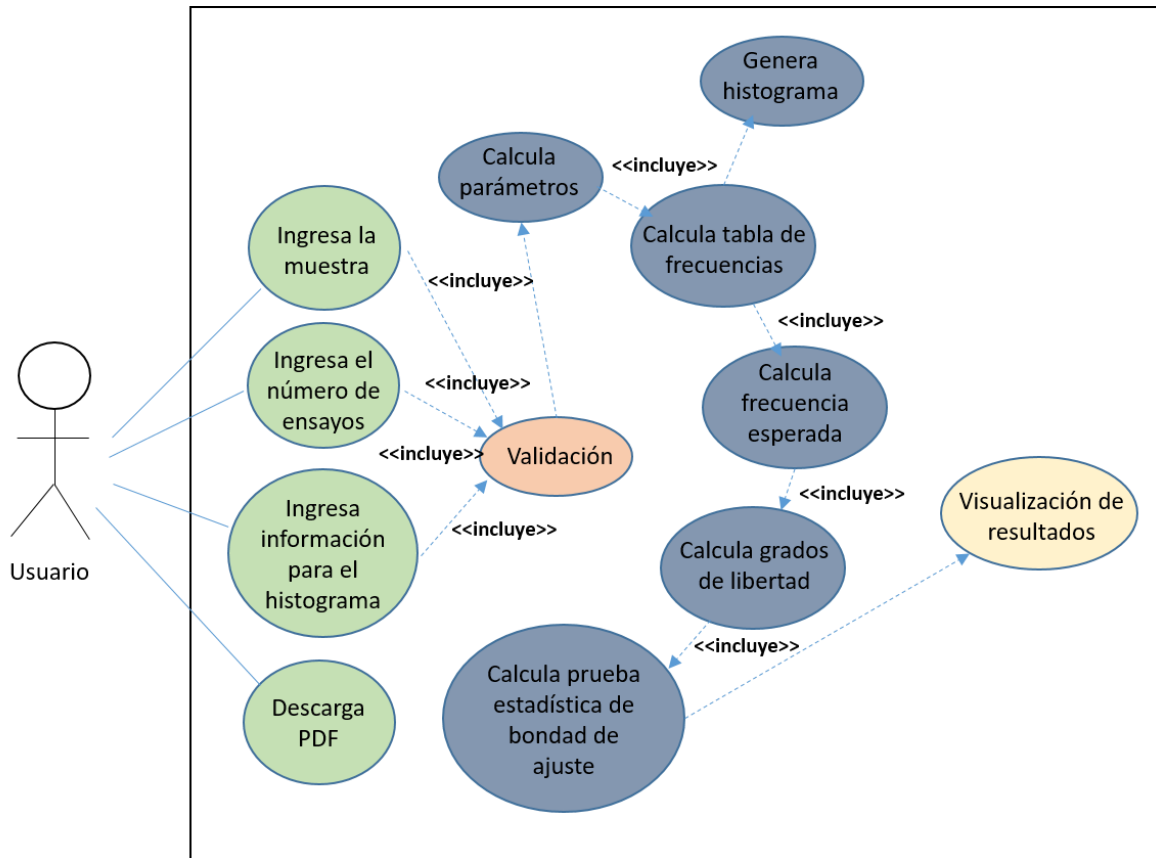 Genera
histograma
Calcula
parámetros
<<incluye>>
Calcula tabla de
frecuencias
Ingresa la
muestra
<<incluye>>
<<incluye>>
Ingresa el
número de
ensayos
<<incluye>>
Calcula
frecuencia
esperada
<<incluye>>
Validación
<<incluye>>
Ingresa
información
para el
histograma
<<incluye>>
Visualización de
resultados
Calcula grados
de libertad
Usuario
<<incluye>>
Calcula prueba
estadística de
bondad de
ajuste
Descarga
PDF